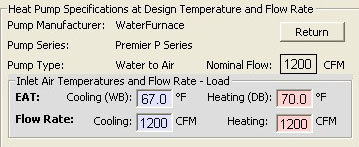 Heat Pump Specifications at Design Temperature and Flow Rate
Pump Manufacturer: WaterFurnace
Return
Pump Series: Premier P Series
Pump Type: Water to Air Nominal Flow: 1200 CFM
Inlet Air Temperatures and Flow Rate - Load
EAT: Cooling (WB): 67.0 °F Heating (DB): 70.0 °F
Flow Rate: Cooling: 1200 CFM Heating: 1200 CFM